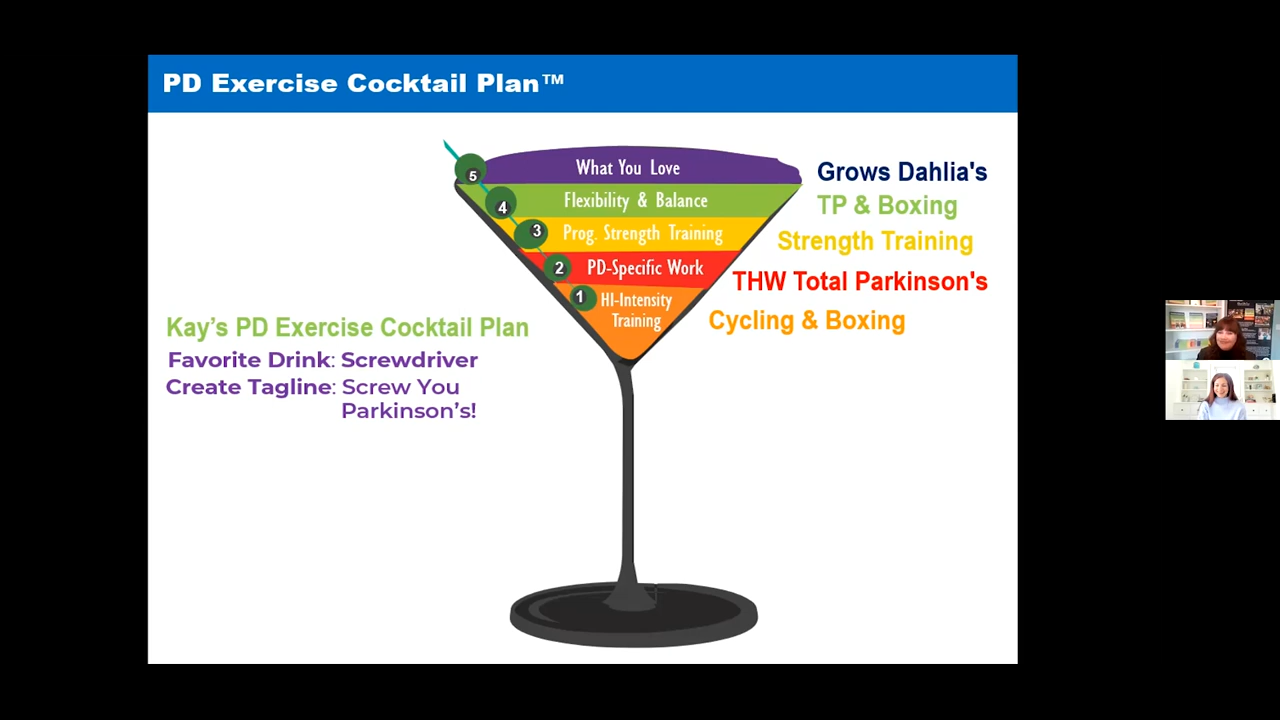 PD Exercise Cocktail Plan™
5
What You Love
Grows Dahlia's
4
Flexibility & Balance
TP & Boxing
3
Prog. Strength Training
Strength Training
2
PD-Specific Work
THW Total Parkinson's
1
HI-Intensity
Training
Cycling & Boxing
Kay's PD Exercise Cocktail Plan
Favorite Drink: Screwdriver
Create Tagline: Screw You
Parkinson's!